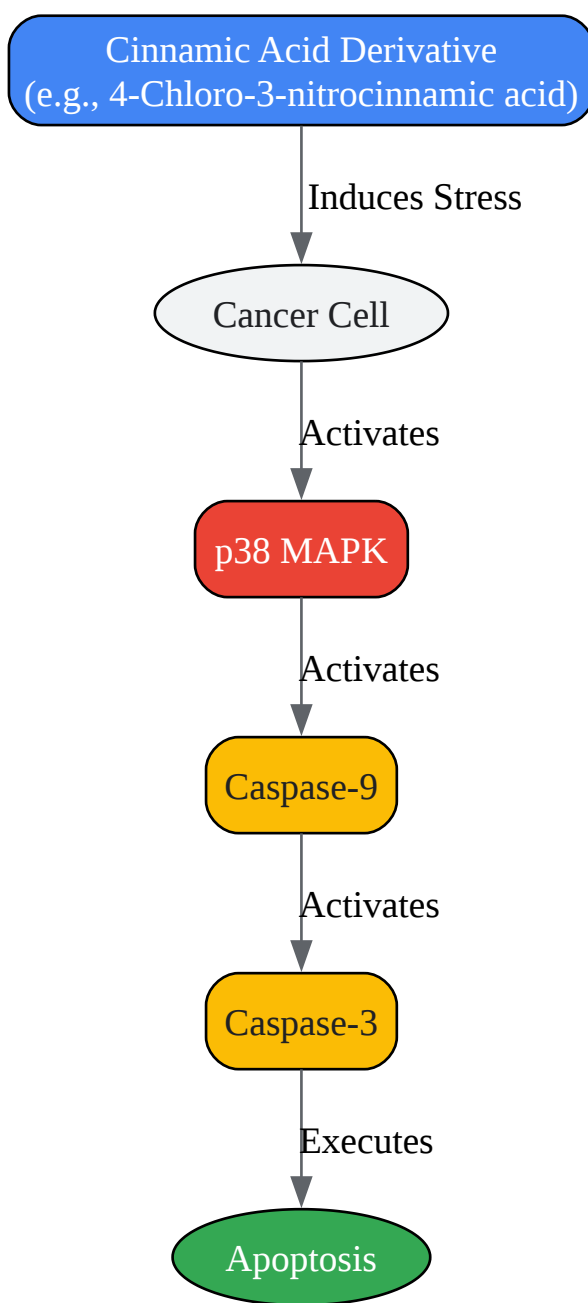 Cinnamic Acid Derivative
(e.g., 4-Chloro-3-nitrocinnamic acid)
Induces Stress
Cancer Cell
Activates
p38 MAPK
Activates
Caspase-9
Activates
Caspase-3
Executes
Apoptosis